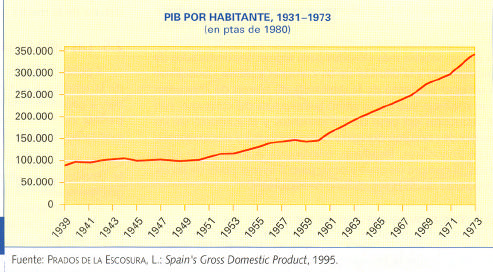 PIB POR HABITANTE, 1931–1973
(en ptas de 1980)
350.000
300.000
250.000
200.000
150.000
100.000
50.000
0
1939 1941 1943 1945 1947 1949 1951 1953 1955 1957 1959 1961 1963 1965 1967 1969 1971 1973
Fuente: PRADOS DE LA ESCOSURA, L.: Spain's Gross Domestic Product, 1995.